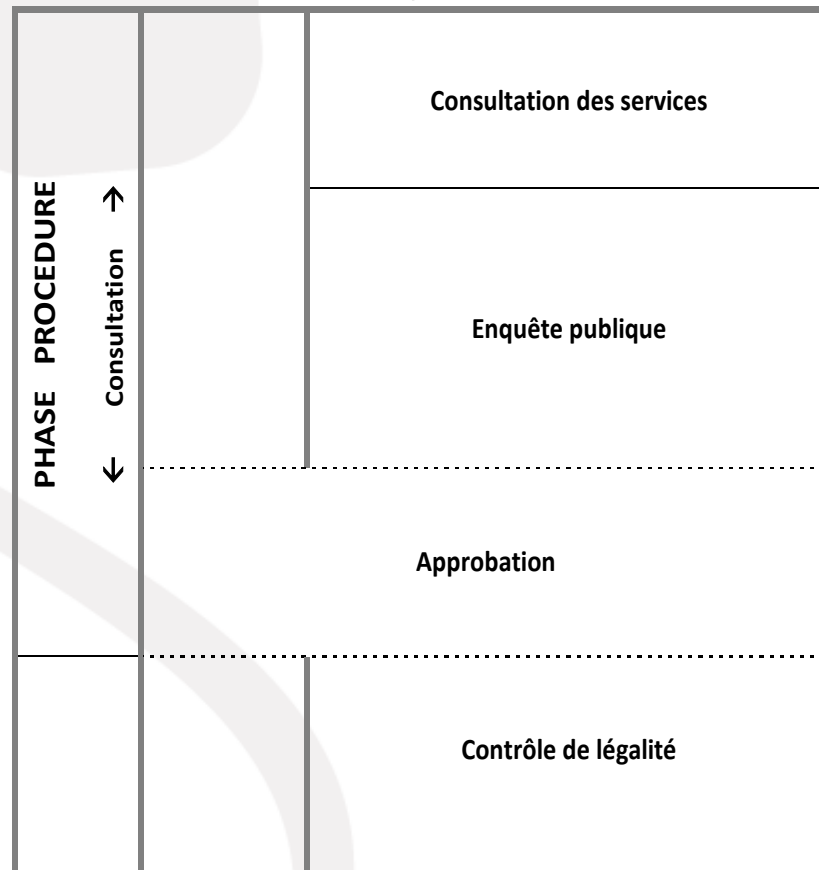 PHASE PROCEDURE
← Consultation →
Consultation des services
Enquête publique
Approbation
Contrôle de légalité